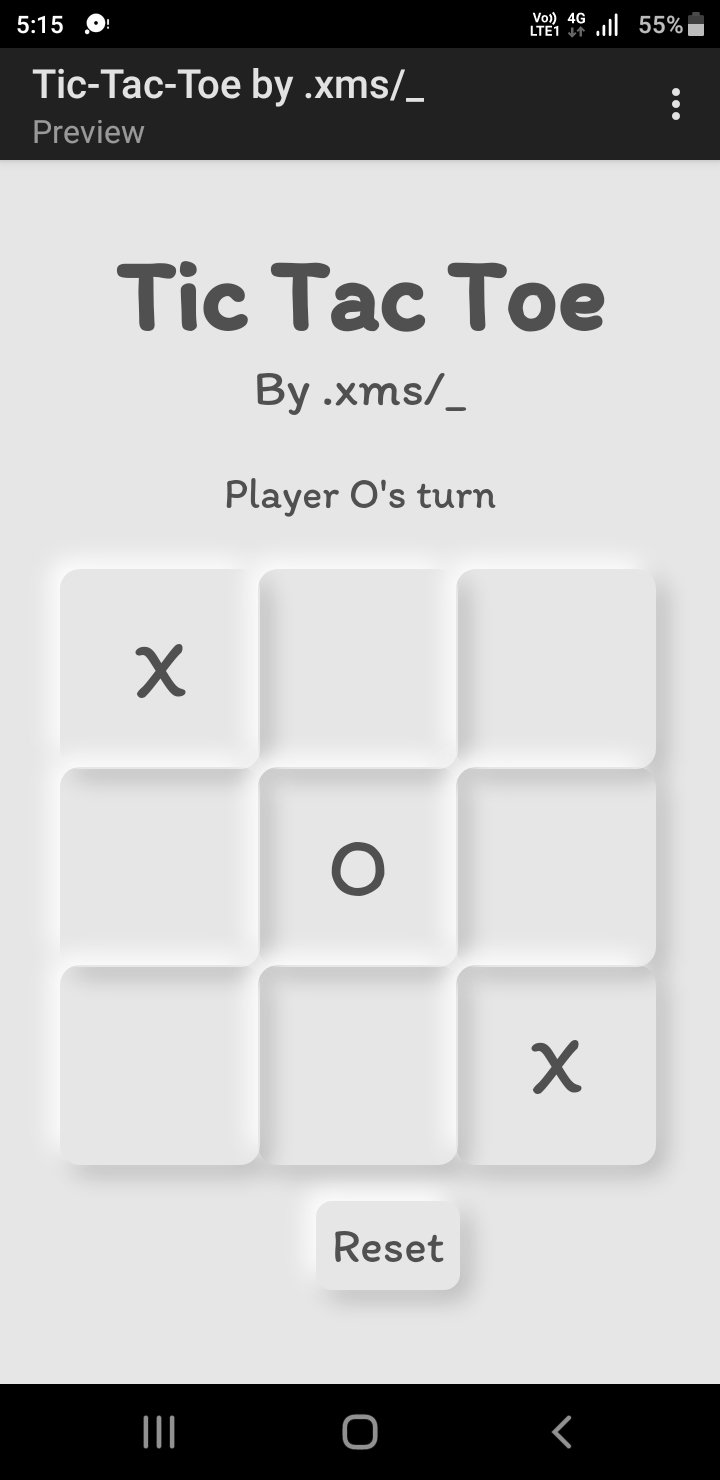 5:15
Vo)) 4G
LTE1
55%
Tic-Tac-Toe by .xms/_
Preview
Tic Tac Toe
By .xms/_
Player O's turn
X
O
X
Reset